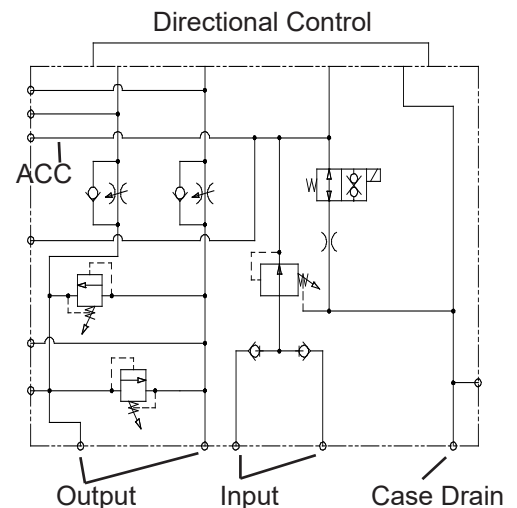 Directional Control
ACC
Output
Input
Case Drain